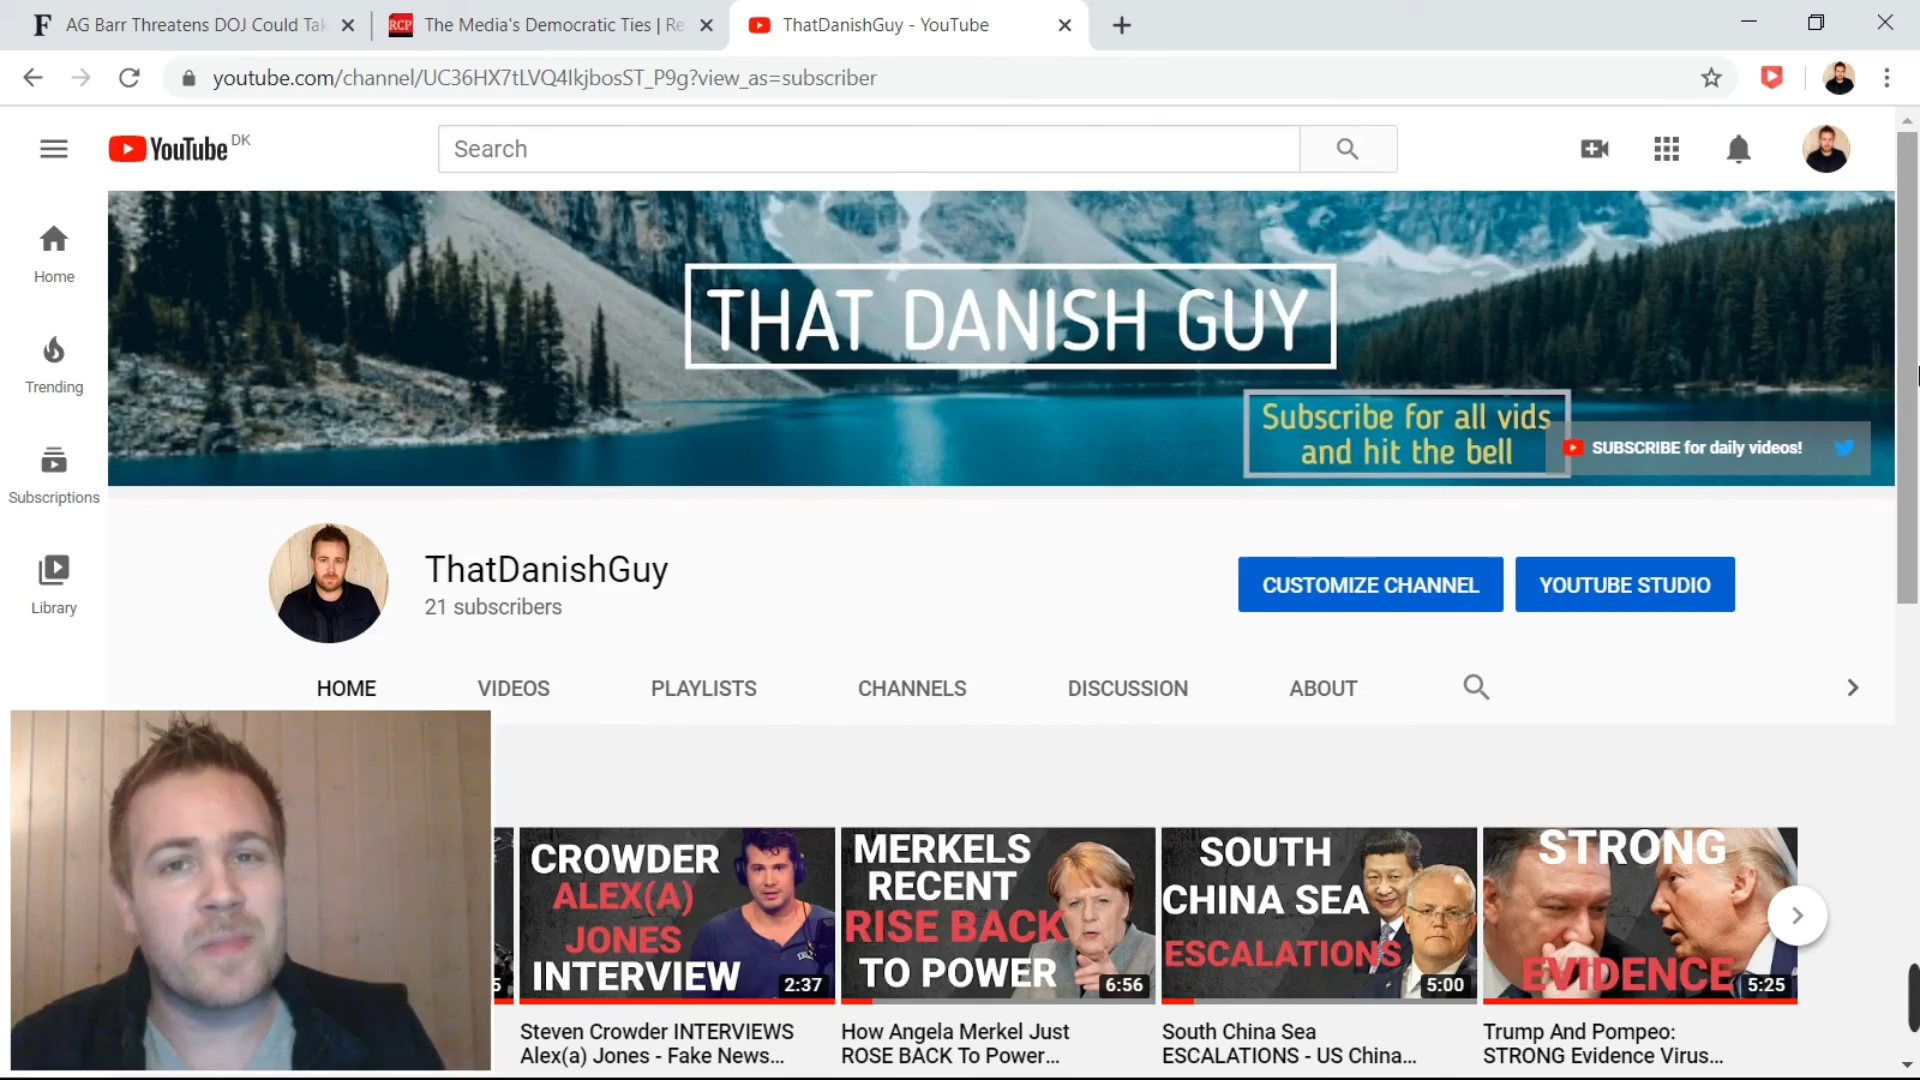 AG Barr Threatens DOJ Could Tak
RCP
The Media's Democratic Ties | Re
ThatDanishGuy - YouTube
youtube.com/channel/UC36HX7tLVQ4IkjbosST_P9g?view_as=subscriber
YouTube DK
Search
THAT DANISH GUY
Subscribe for all vids
and hit the bell
SUBSCRIBE for daily videos!
Home
Trending
Subscriptions
Library
ThatDanishGuy
21 subscribers
CUSTOMIZE CHANNEL
YOUTUBE STUDIO
HOME
VIDEOS
PLAYLISTS
CHANNELS
DISCUSSION
ABOUT
5
CROWDER
ALEX(A)
JONES
INTERVIEW
2:37
MERKELS
RECENT
RISE BACK
TO POWER
6:56
SOUTH
CHINA SEA
ESCALATIONS
5:00
STRONG
EVIDENCE
5:25
Steven Crowder INTERVIEWS
Alex(a) Jones - Fake News...
How Angela Merkel Just
ROSE BACK To Power...
South China Sea
ESCALATIONS - US China...
Trump And Pompeo:
STRONG Evidence Virus...